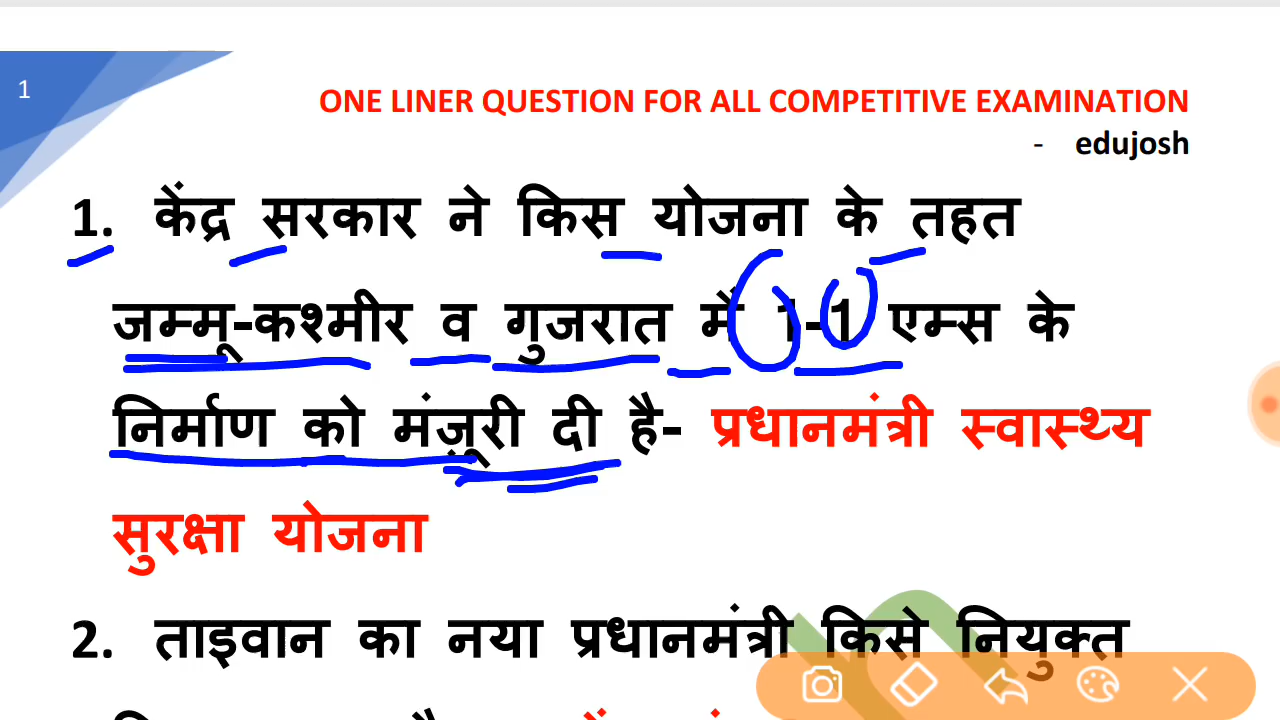 1
ONE LINER QUESTION FOR ALL COMPETITIVE EXAMINATION
- edujosh
1. केंद्र सरकार ने किस योजना के तहत
जम्मू-कश्मीर व गुजरात में 1-1 एम्स के
निर्माण को मंज़ूरी दी है- प्रधानमंत्री स्वास्थ्य
सुरक्षा योजना
2. ताइवान का नया प्रधानमंत्री किसे नियुक्त